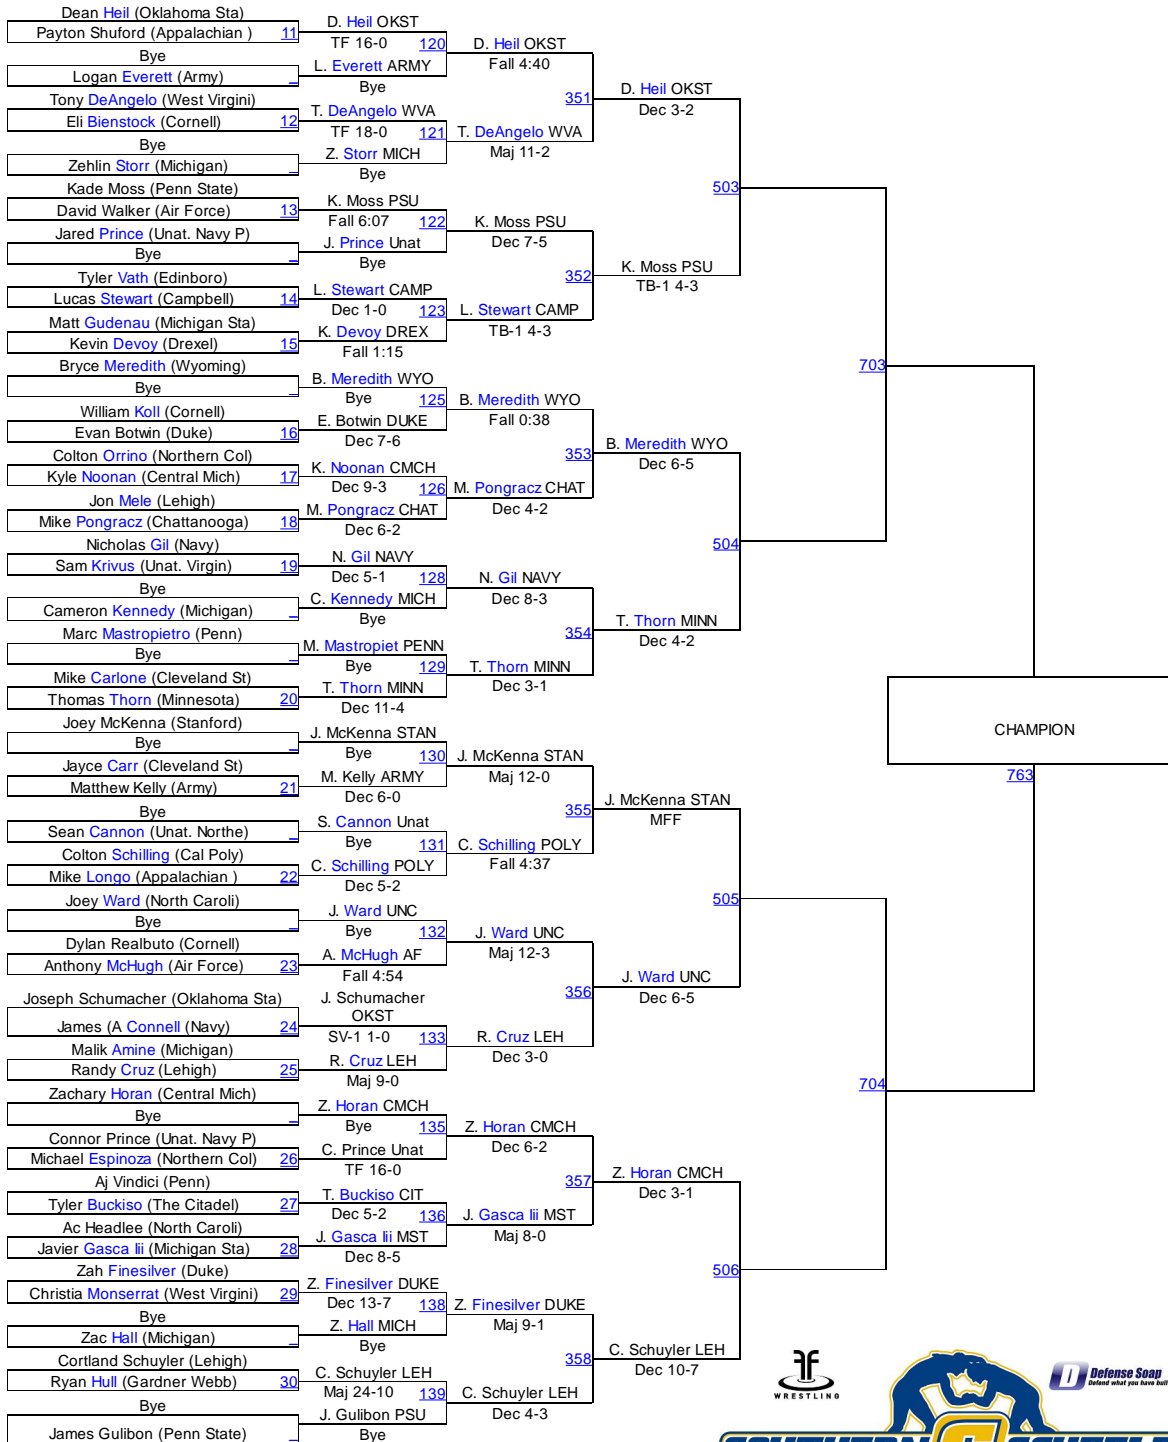 Dean Heil (Oklahoma Sta)
Payton Shuford (Appalachian ) 11
Bye
Logan Everett (Army)
Tony DeAngelo (West Virgini)
Eli Bienstock (Cornell) 12
Bye
Zehlin Storr (Michigan)
Kade Moss (Penn State)
David Walker (Air Force) 13
Jared Prince (Unat. Navy P)
Bye
Tyler Vath (Edinboro)
Lucas Stewart (Campbell) 14
Matt Gudenau (Michigan Sta)
Kevin Devoy (Drexel) 15
Bryce Meredith (Wyoming)
Bye
William Koll (Cornell)
Evan Botwin (Duke) 16
Colton Orrino (Northern Col)
Kyle Noonan (Central Mich) 17
Jon Mele (Lehigh)
Mike Pongracz (Chattanooga) 18
Nicholas Gil (Navy)
Sam Krivus (Unat. Virgin) 19
Bye
Cameron Kennedy (Michigan)
Marc Mastropietro (Penn)
Bye
Mike Carlone (Cleveland St)
Thomas Thorn (Minnesota) 20
Joey McKenna (Stanford)
Bye
Jayce Carr (Cleveland St)
Matthew Kelly (Army) 21
Bye
Sean Cannon (Unat. Northe)
Colton Schilling (Cal Poly)
Mike Longo (Appalachian ) 22
Joey Ward (North Caroli)
Bye
Dylan Realbuto (Cornell)
Anthony McHugh (Air Force) 23
Joseph Schumacher (Oklahoma Sta)
James (A Connell (Navy) 24
Malik Amine (Michigan)
Randy Cruz (Lehigh) 25
Zachary Horan (Central Mich)
Bye
Connor Prince (Unat. Navy P)
Michael Espinoza (Northern Col) 26
Aj Vindici (Penn)
Tyler Buckiso (The Citadel) 27
Ac Headlee (North Caroli)
Javier Gasca Iii (Michigan Sta) 28
Zah Finesilver (Duke)
Christia Monserrat (West Virgini) 29
Bye
Zac Hall (Michigan)
Cortland Schuyler (Lehigh)
Ryan Hull (Gardner Webb) 30
Bye
James Gulibon (Penn State)
D. Heil OKST
TF 16-0 120
L. Everett ARMY
Bye
T. DeAngelo WVA
TF 18-0 121
Z. Storr MICH
Bye
K. Moss PSU
Fall 6:07 122
J. Prince Unat
Bye
L. Stewart CAMP
Dec 1-0 123
K. Devoy DREX
Fall 1:15
B. Meredith WYO
Bye 125
E. Botwin DUKE
Dec 7-6
K. Noonan CMCH
Dec 9-3 126
M. Pongracz CHAT
Dec 6-2
N. Gil NAVY
Dec 5-1 128
C. Kennedy MICH
Bye
M. Mastropiet PENN
Bye 129
T. Thorn MINN
Dec 11-4
J. McKenna STAN
Bye 130
M. Kelly ARMY
Dec 6-0
S. Cannon Unat
Bye 131
C. Schilling POLY
Dec 5-2
J. Ward UNC
Bye 132
A. McHugh AF
Fall 4:54
J. Schumacher
OKST
SV-1 1-0 133
R. Cruz LEH
Maj 9-0
Z. Horan CMCH
Bye 135
C. Prince Unat
TF 16-0
T. Buckiso CIT
Dec 5-2 136
J. Gasca Iii MST
Dec 8-5
Z. Finesilver DUKE
Dec 13-7 138
Z. Hall MICH
Bye
C. Schuyler LEH
Maj 24-10 139
J. Gulibon PSU
Bye
D. Heil OKST
Fall 4:40
351
T. DeAngelo WVA
Maj 11-2
K. Moss PSU
Dec 7-5
352
L. Stewart CAMP
TB-1 4-3
B. Meredith WYO
Fall 0:38
353
M. Pongracz CHAT
Dec 4-2
N. Gil NAVY
Dec 8-3
354
T. Thorn MINN
Dec 3-1
J. McKenna STAN
Maj 12-0
355
C. Schilling POLY
Fall 4:37
J. Ward UNC
Maj 12-3
356
R. Cruz LEH
Dec 3-0
Z. Horan CMCH
Dec 6-2
357
J. Gasca Iii MST
Maj 8-0
Z. Finesilver DUKE
Maj 9-1
358
C. Schuyler LEH
Dec 4-3
D. Heil OKST
Dec 3-2
503
K. Moss PSU
TB-1 4-3
B. Meredith WYO
Dec 6-5
504
T. Thorn MINN
Dec 4-2
J. McKenna STAN
MFF
505
J. Ward UNC
Dec 6-5
Z. Horan CMCH
Dec 3-1
506
C. Schuyler LEH
Dec 10-7
703
704
CHAMPION
763
WRESTLING
D Defense Soap
Defend what you have buil
SOUTHERN SCUFFLE